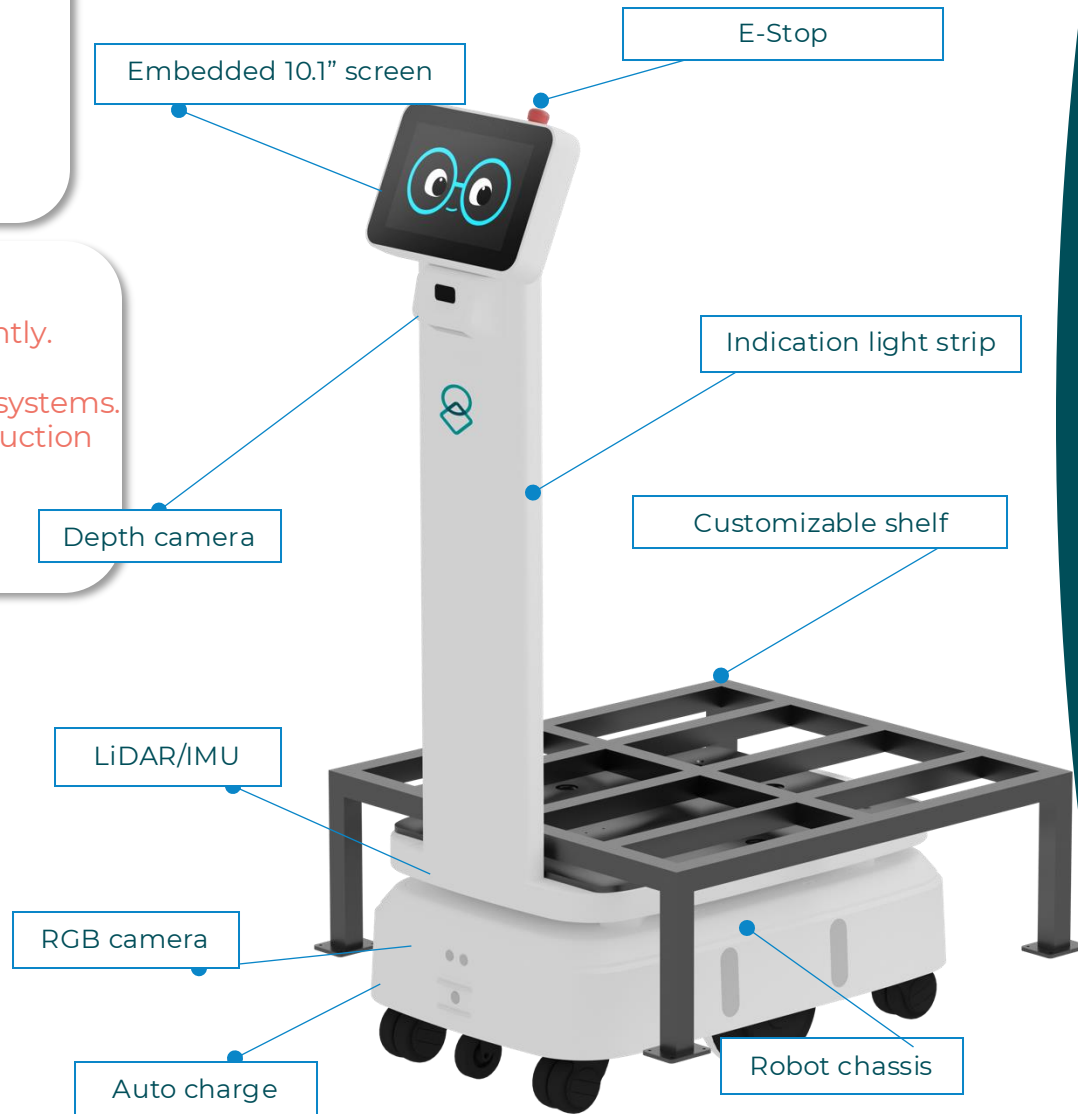 E-Stop
Embedded 10.1” screen
ntly.
Indication light strip
systems.
uction
Customizable shelf
Depth camera
LiDAR/IMU
RGB camera
Robot chassis
Auto charge